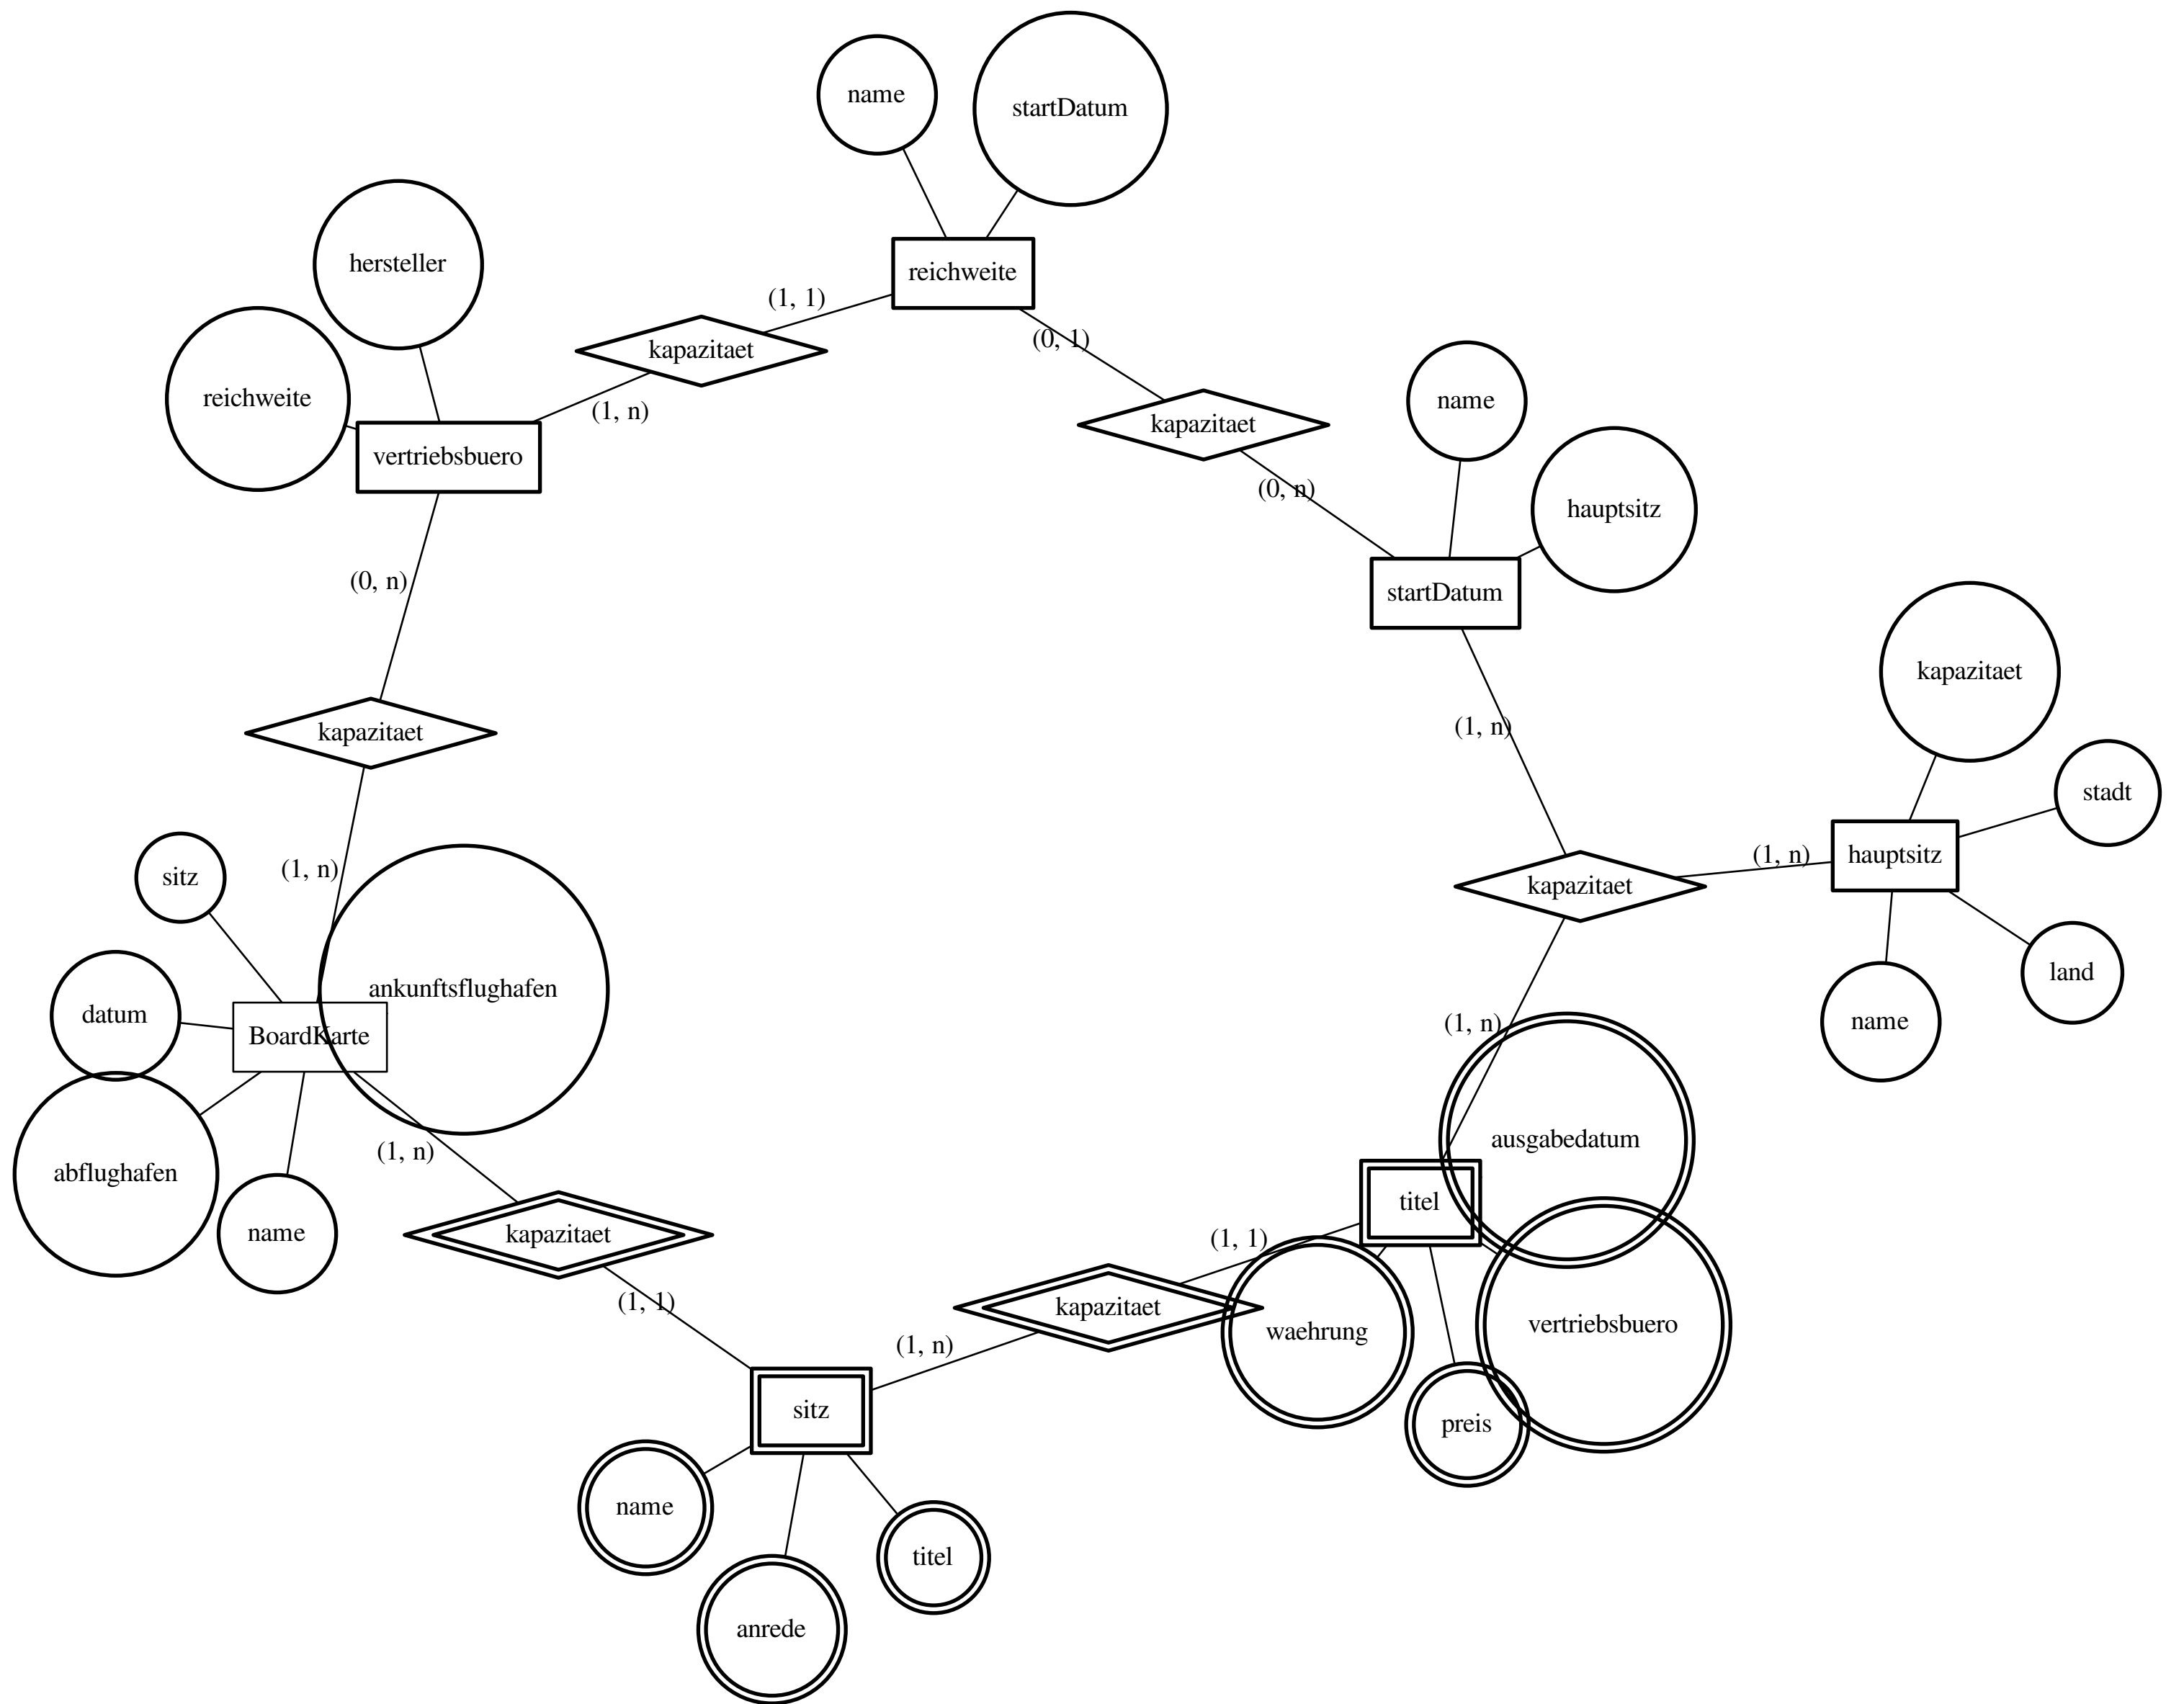 name
startDatum
hersteller
reichweite
(1, 1)
kapazitaet
(0, 1)
reichweite
name
(1, n)
kapazitaet
vertriebsbuero
(0, n)
hauptsitz
(0, n)
startDatum
kapazitaet
(1, n)
kapazitaet
stadt
(1, n)
hauptsitz
(1, n)
sitz
kapazitaet
land
ankunftsflughafen
datum
name
(1, n)
BoardKarte
ausgabedatum
(1, n)
abflughafen
titel
name
kapazitaet
(1, 1)
(1, 1)
kapazitaet
vertriebsbuero
waehrung
(1, n)
sitz
preis
name
titel
anrede